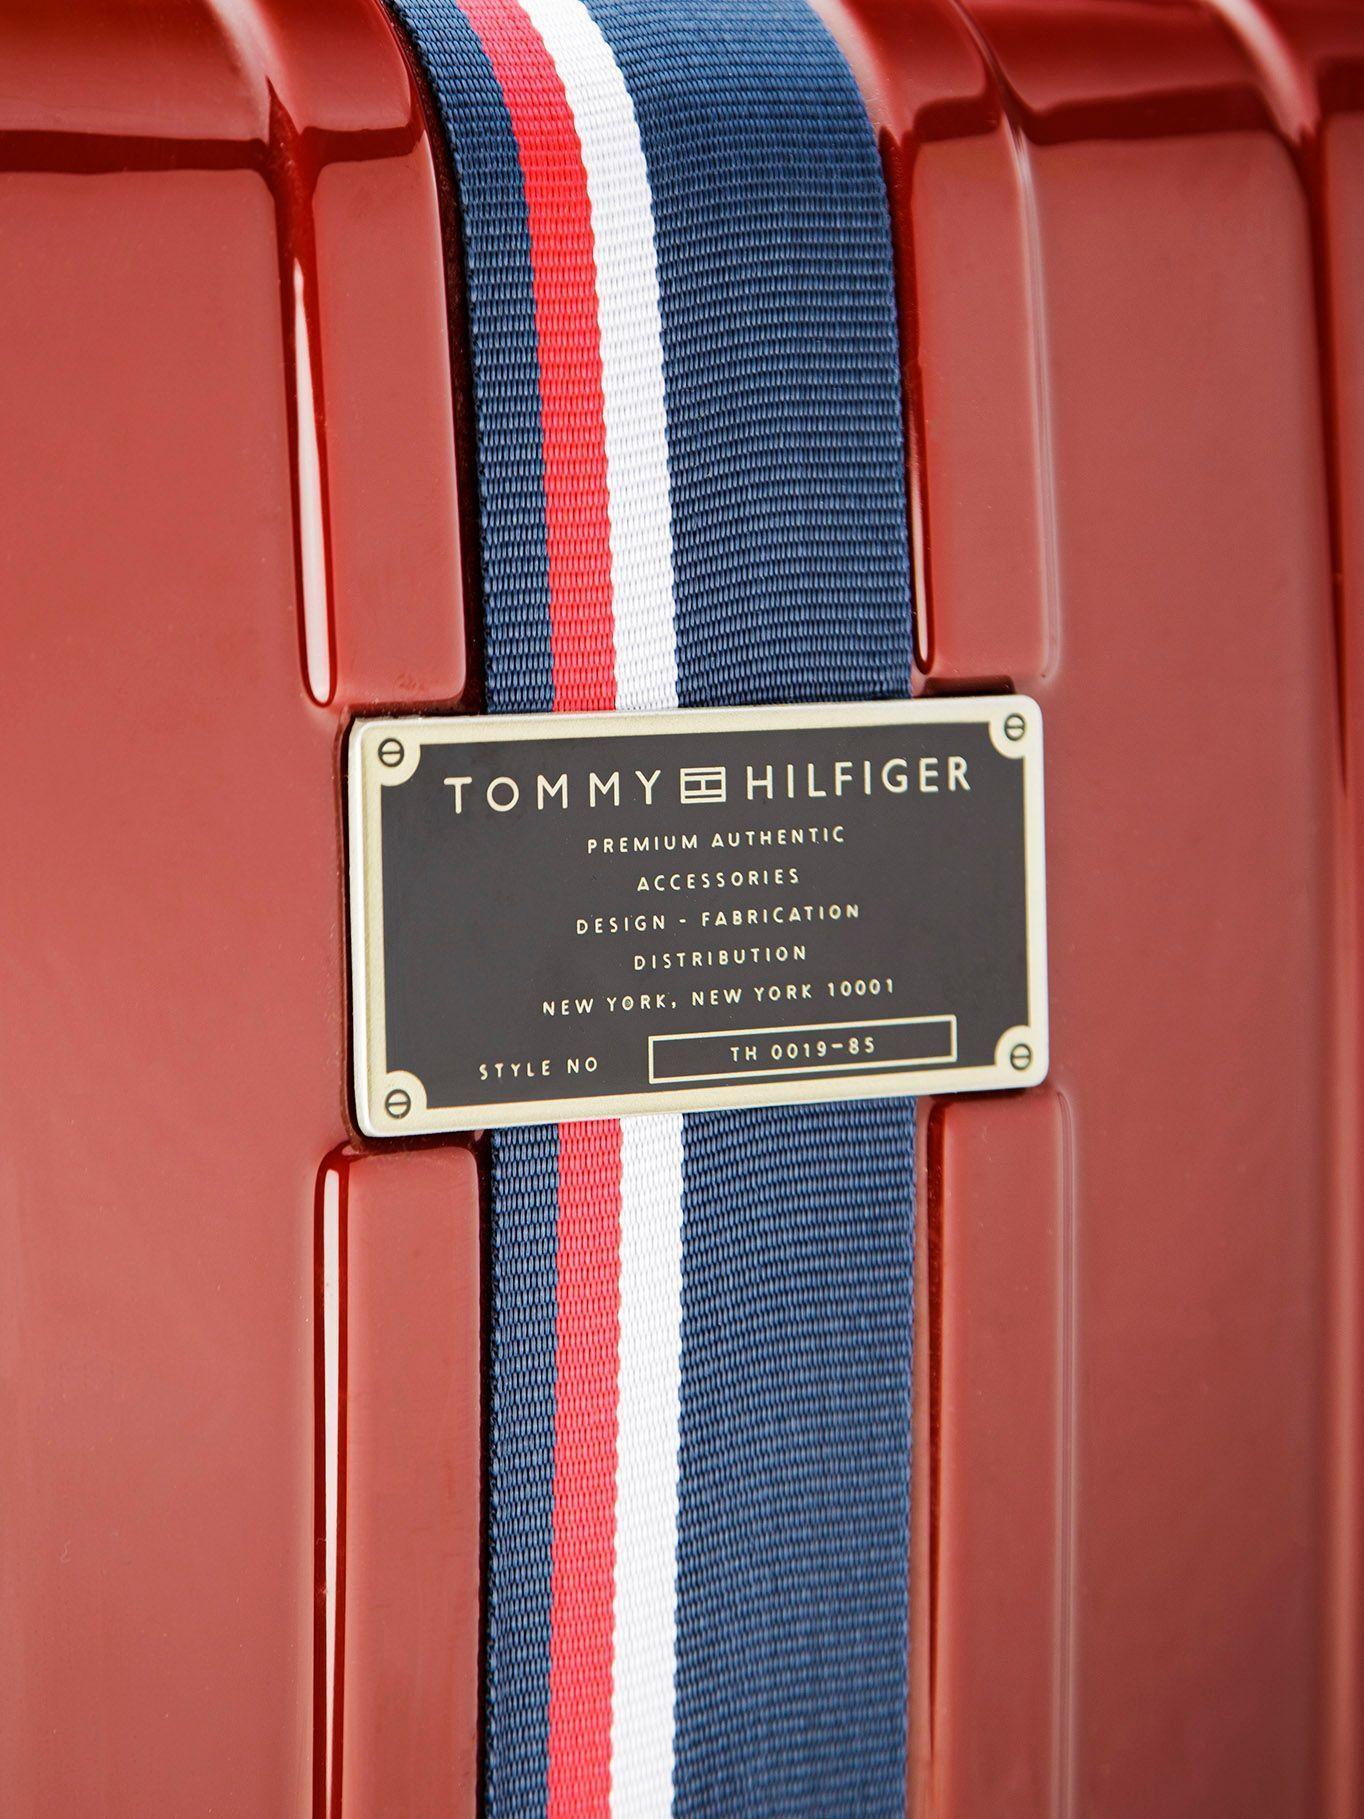 TOMMY HILFIGER
PREMIUM AUTHENTIC
ACCESSORIES
DESIGN - FABRICATION
DISTRIBUTION
NEW YORK, NEW YORK 10001
STYLE NO TH 0019-85